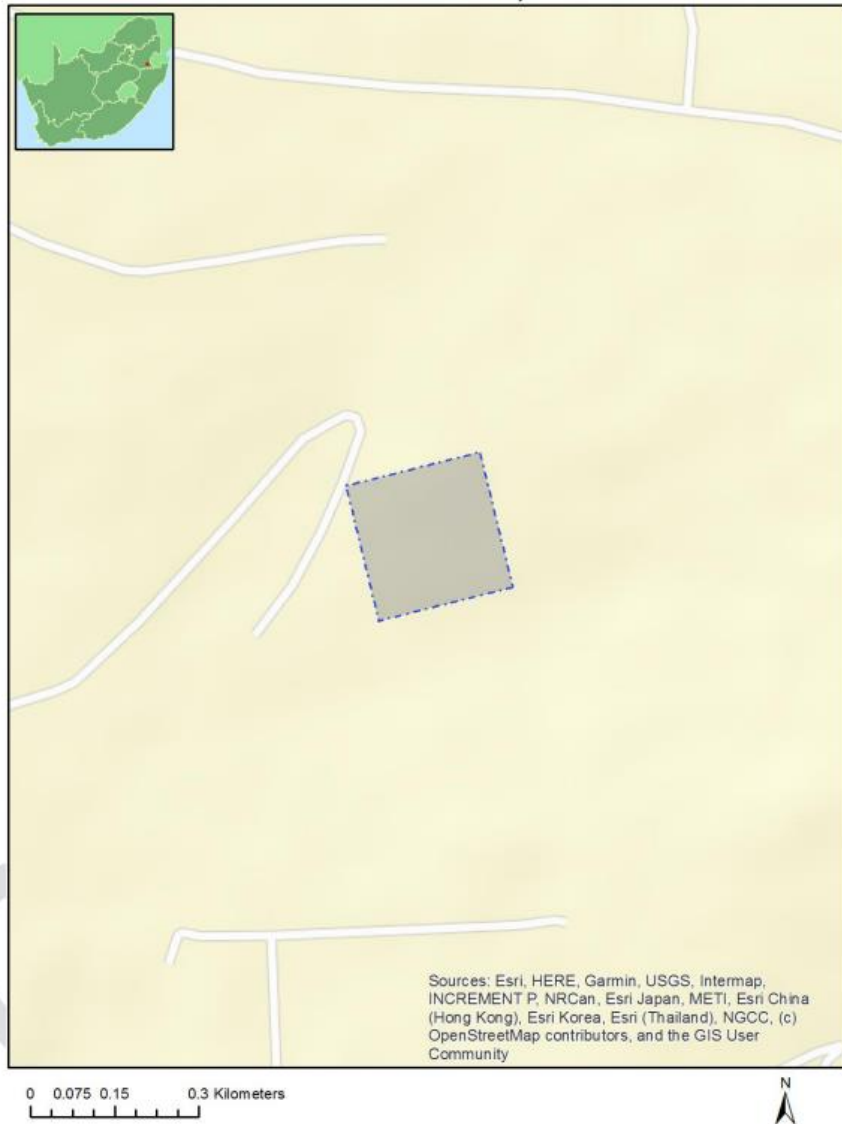 Sources: Esri, HERE, Garmin, USGS, Intermap,
INCREMENT P, NRCan, Esri Japan, METI, Esri China
(Hong Kong), Esri Korea, Esri (Thailand), NGCC, (c)
OpenStreetMap contributors, and the GIS User
Community
0 0.075 0.15 0.3 Kilometers
N